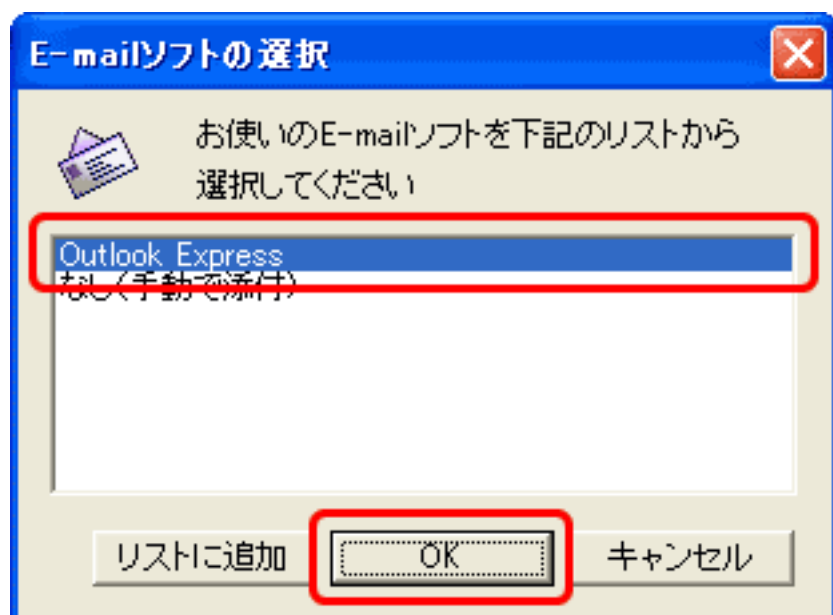 E-mailソフトの選択
お使いのE-mailソフトを下記のリストから
選択してください
Outlook Express
なし(手動で添付)
リストに追加
OK
キャンセル